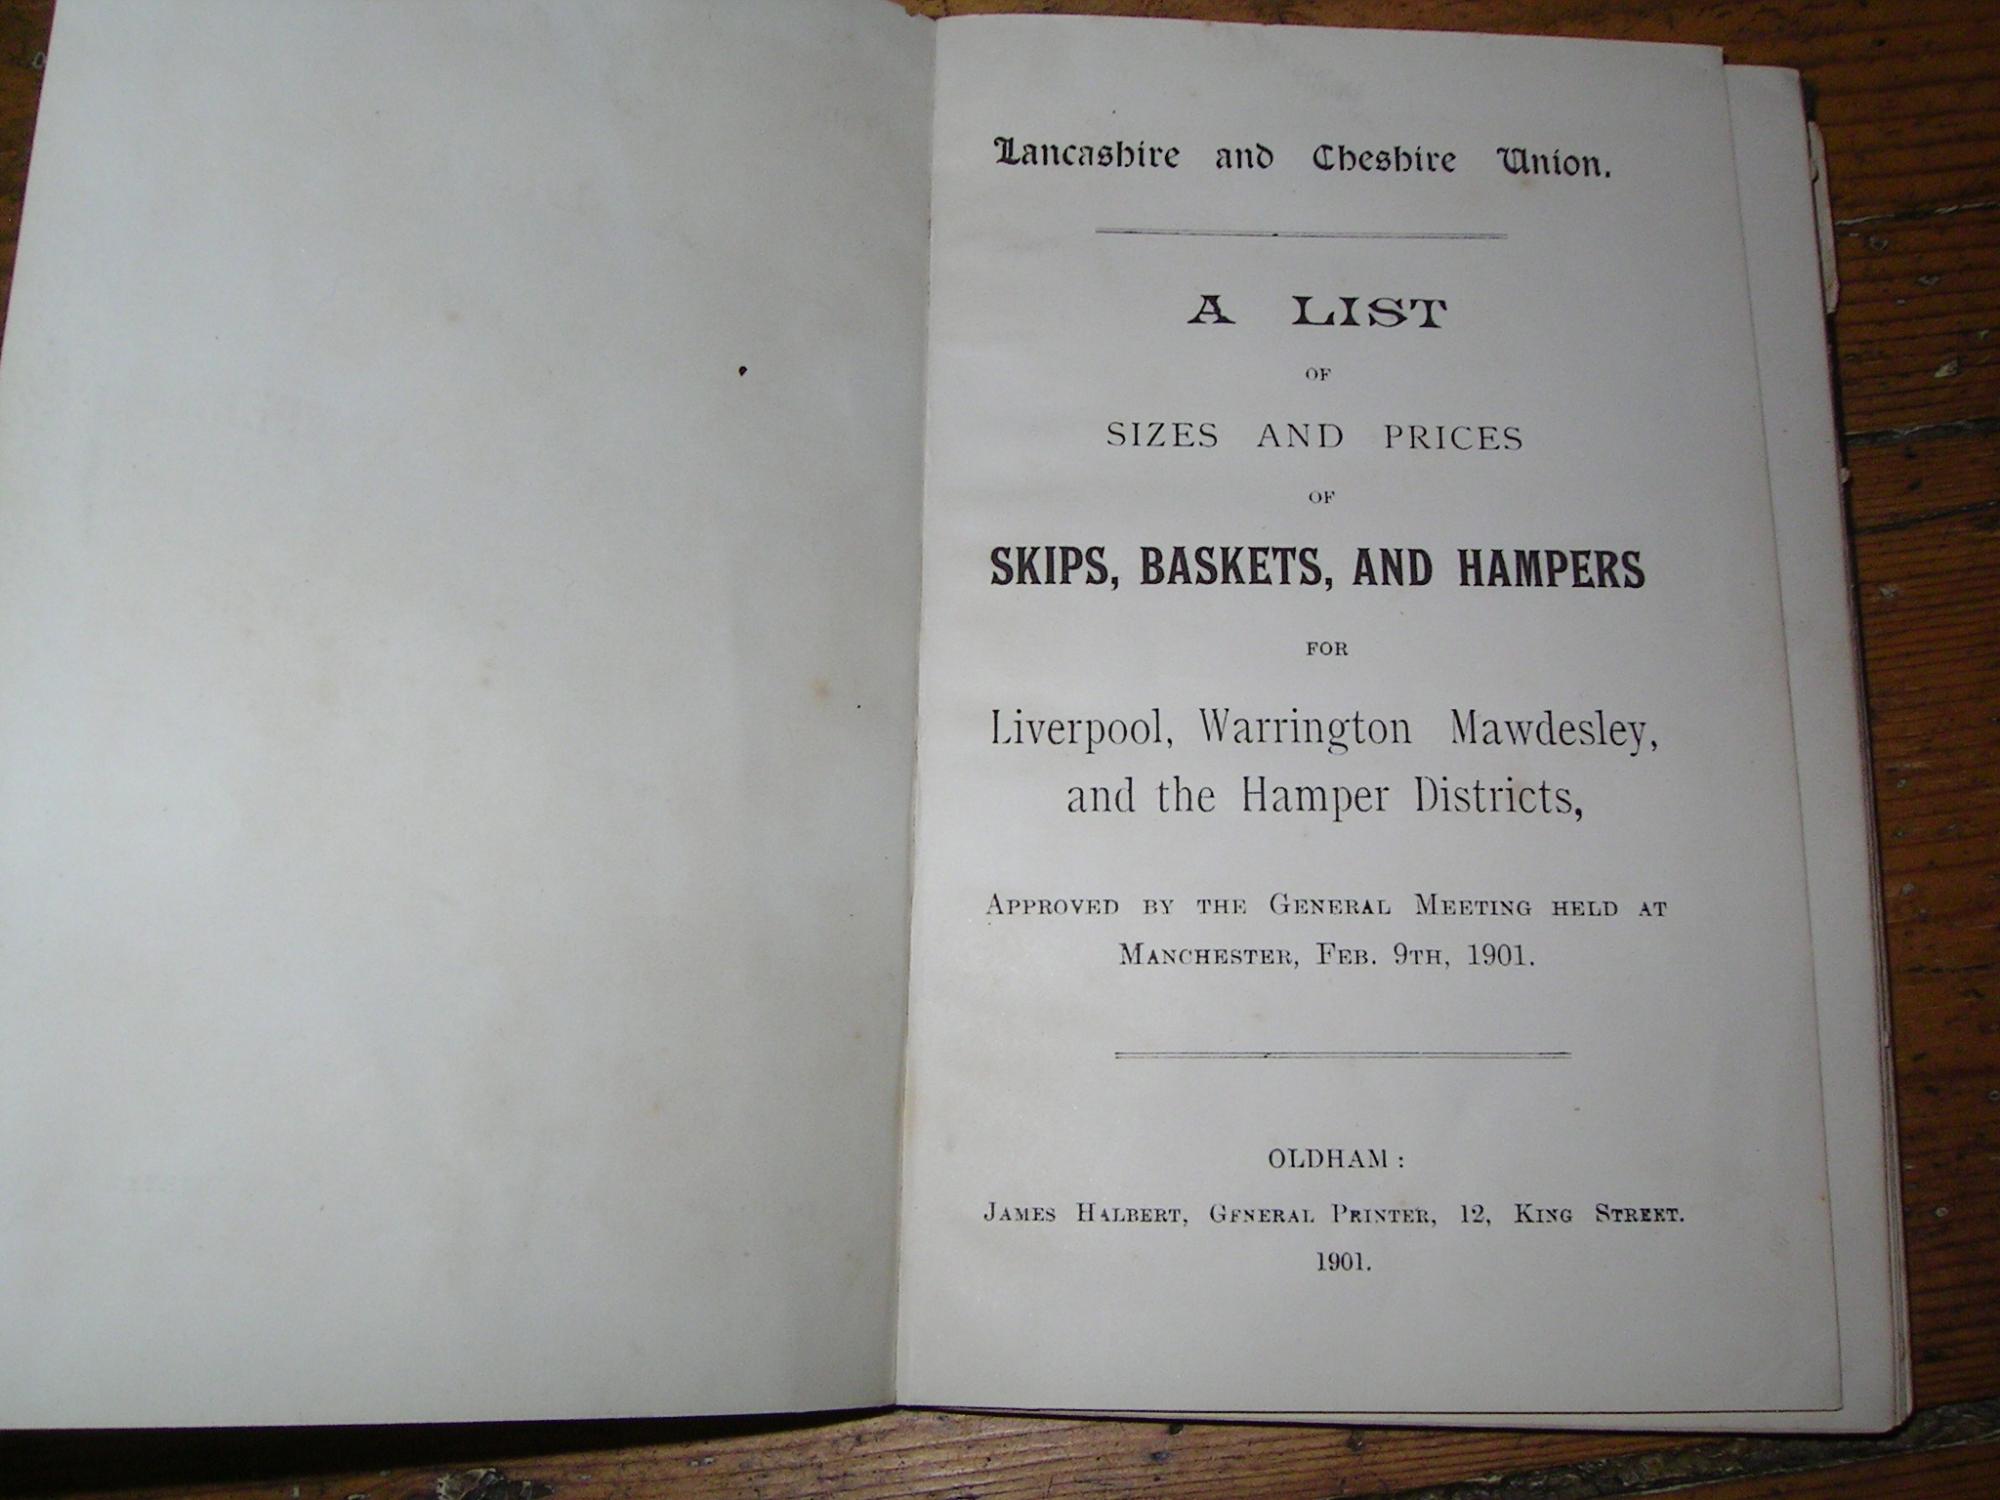 Lancashire and Cheshire Union.
A LIST
OF
SIZES AND PRICES
OF
SKIPS, BASKETS, AND HAMPERS
FOR
Liverpool, Warrington Mawdesley,
and the Hamper Districts,
APPROVED BY THE GENERAL MEETING HELD AT
MANCHESTER, FEB. 9TH, 1901.
OLDHAM :
JAMES HALBERT, GENERAL PRINTER, 12, KING STREET.
1901.